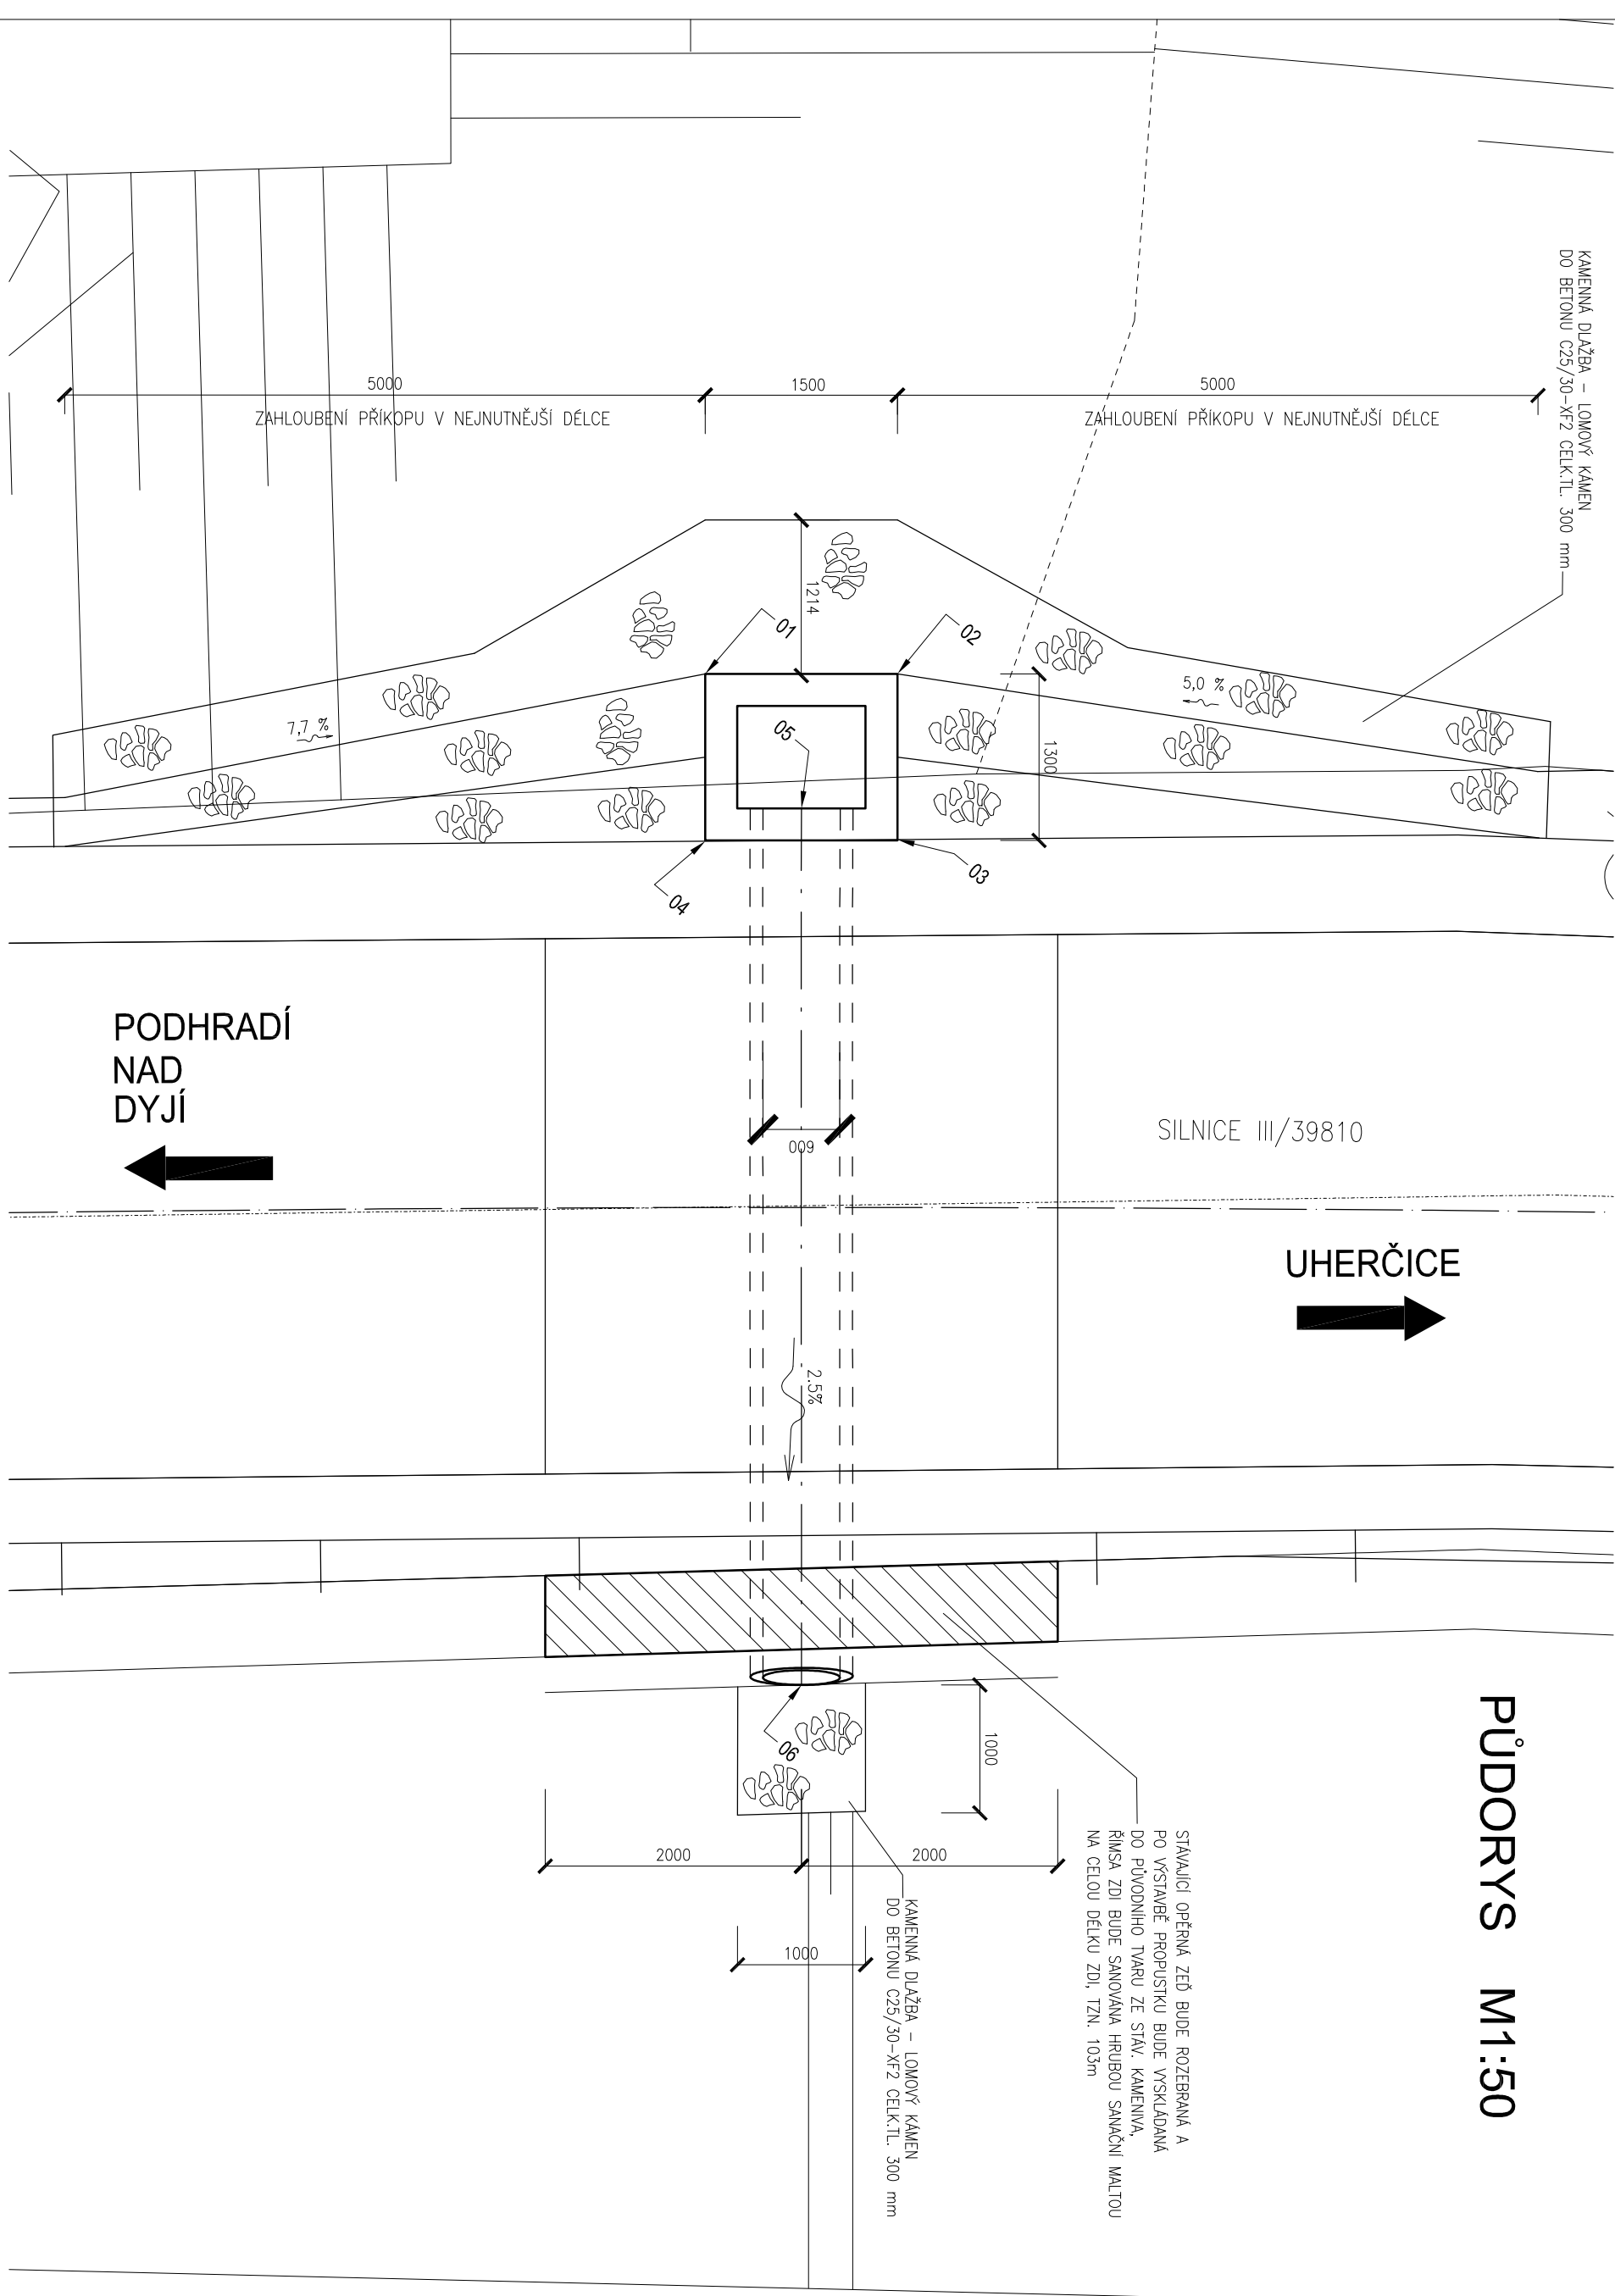 KAMENNÁ DLAŽBA – LOMOVÝ KÁMEN
DO BETONU C25/30-XF2 CELK.TL. 300 mm
5000
1500
5000
ZAHLOUBENÍ PŘÍKOPU V NEJNUTNĚJŠÍ DÉLCE
ZAHLOUBENÍ PŘÍKOPU V NEJNUTNĚJŠÍ DÉLCE
1214
01
02
5,0 %
7,7 %
05
1300
03
04
PODHRADÍ
NAD
DYJÍ
600
SILNICE III/39810
UHERČICE
2.5%
PŮDORYS M1:50
06
1000
STÁVAJÍCÍ OPĚRNÁ ZEĎ BUDE ROZEBRANÁ A
PO VÝSTAVBĚ PROPUSTKU BUDE VYSKLÁDANÁ
DO PŮVODNÍHO TVARU ZE STÁV. KAMENIVA,
ŘÍMSA ZDI BUDE SANOVÁNA HRUBOU SANAČNÍ MALTOU
NA CELOU DÉLKU ZDI, TZN. 103m
2000
2000
KAMENNÁ DLAŽBA – LOMOVÝ KÁMEN
DO BETONU C25/30-XF2 CELK.TL. 300 mm
1000